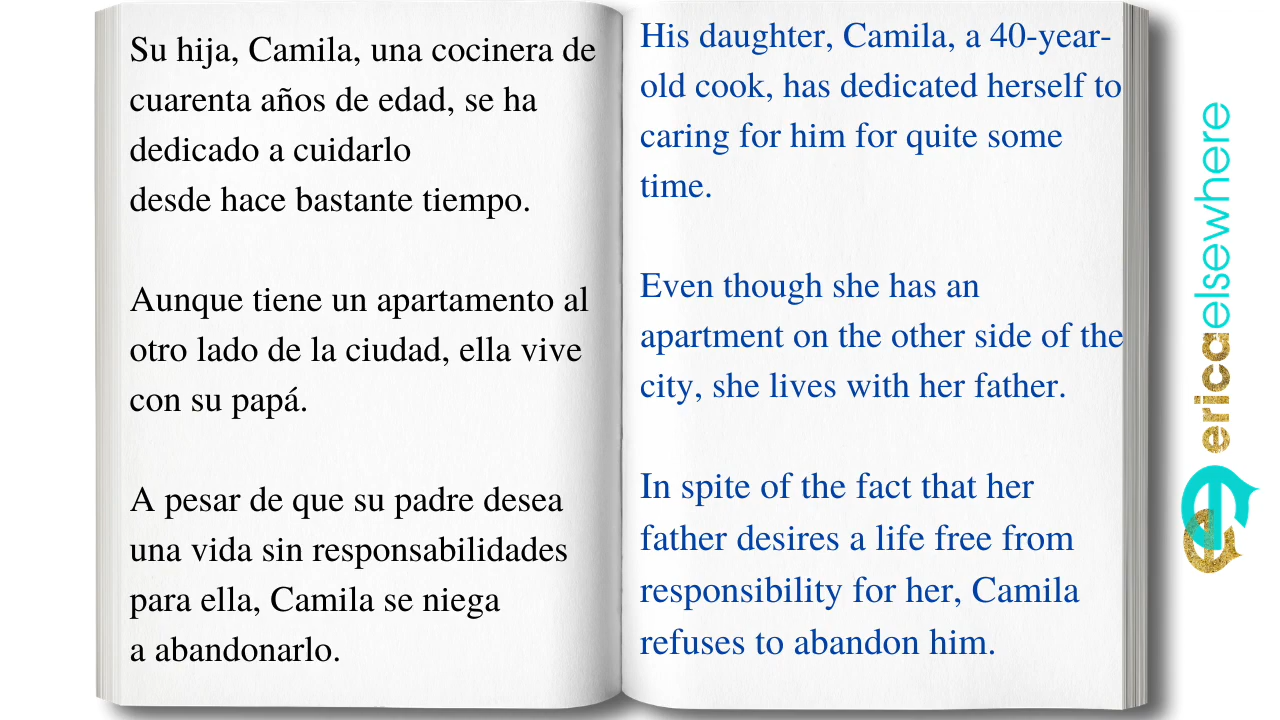 Su hija, Camila, una cocinera de
cuarenta años de edad, se ha
dedicado a cuidarlo
desde hace bastante tiempo.
Aunque tiene un apartamento al
otro lado de la ciudad, ella vive
con su papá.
A pesar de que su padre desea
una vida sin responsabilidades
para ella, Camila se niega
a abandonarlo.
His daughter, Camila, a 40-year-
old cook, has dedicated herself to
caring for him for quite some
time.
Even though she has an
apartment on the other side of the
city, she lives with her father.
In spite of the fact that her
father desires a life free from
responsibility for her, Camila
refuses to abandon him.
ericaelsewhere